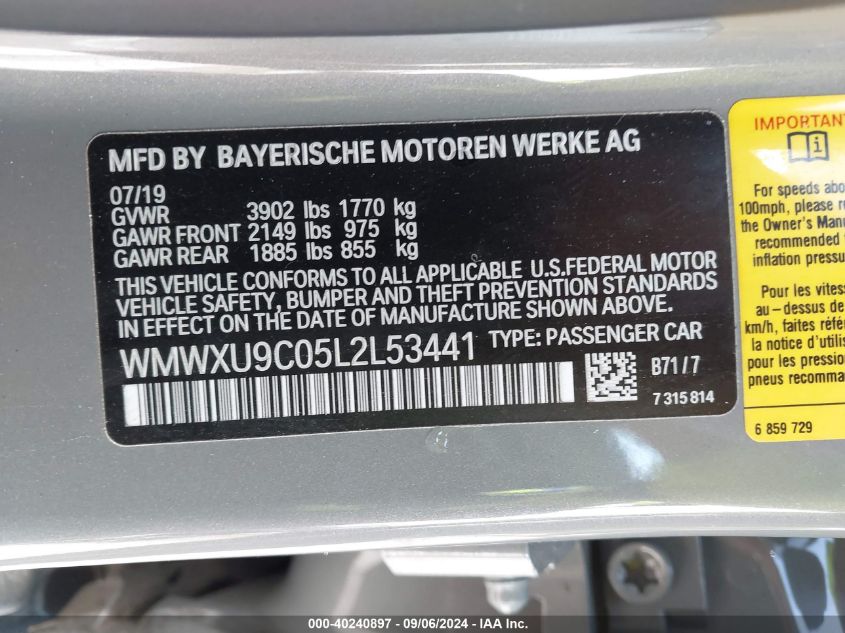 MFD BY BAYERISCHE MOTOREN WERKE AG
07/19
GVWR 3902 lbs 1770 kg
GAWR FRONT 2149 lbs 975 kg
GAWR REAR 1885 lbs 855 kg
THIS VEHICLE CONFORMS TO ALL APPLICABLE U.S.FEDERAL MOTOR
VEHICLE SAFETY, BUMPER AND THEFT PREVENTION STANDARDS
IN EFFECT ON THE DATE OF MANUFACTURE SHOWN ABOVE.
WMWXU9C05L2L53441 TYPE: PASSENGER CAR
B71/7
7 315 814
IMPORTANT
For speeds abo
100mph, please re
the Owner's Manu
recommended
inflation pressu
Pour les vitess
au-dessus de
km/h, faites référ
la notice d'utilis
pour les pression
pneus recomman
6 859 729
000-40240897 - 09/06/2024 - IAA Inc.